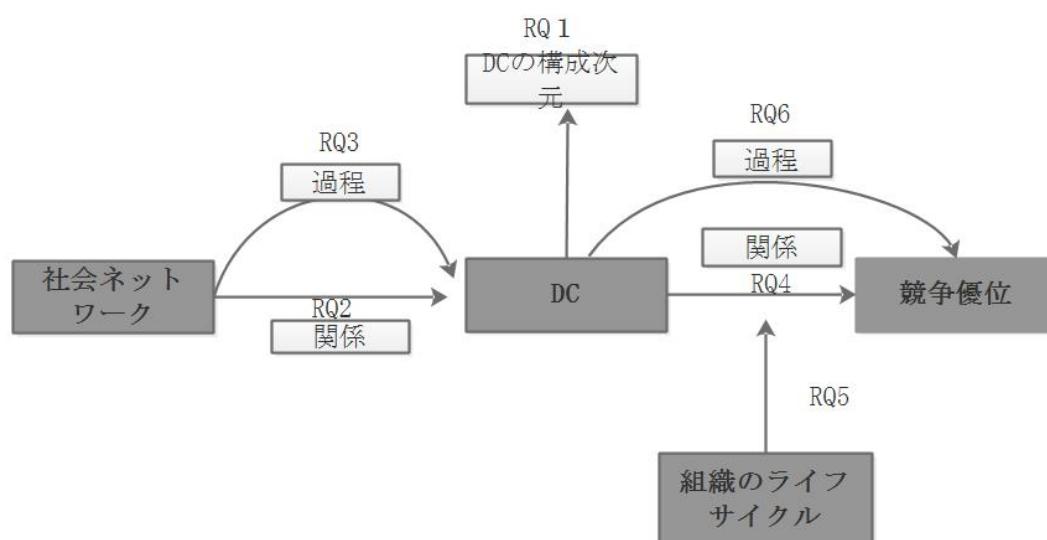 RQ１
DCの構成次
元
RQ3
過程
RQ6
過程
社会ネット
ワーク
RQ2
関係
DC
関係
RQ4
競争優位
RQ5
組織のライフ
サイクル